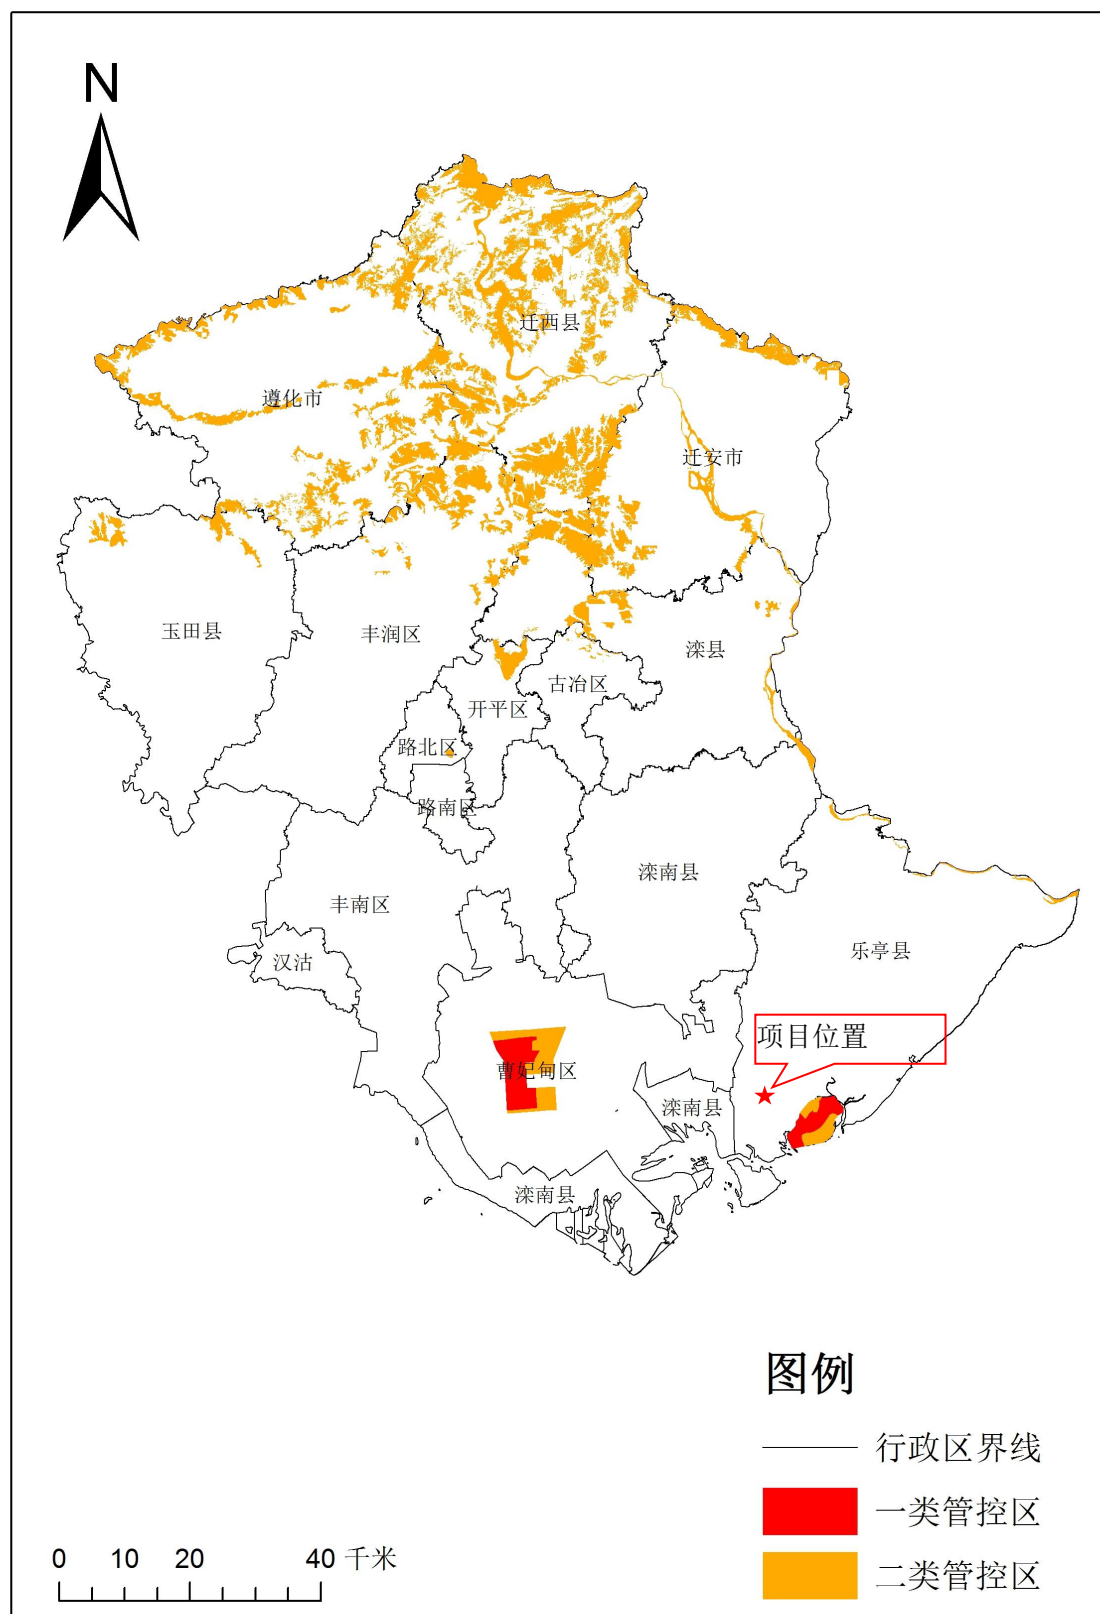 N
迁西县
遵化市
迁安市
玉田县
丰润区
滦县
古冶区
开平区
路北区
路南区
滦南县
丰南区
乐亭县
汉沽
项目位置
曹妃甸区
滦南县
滦南县
图例
行政区界线
一类管控区
二类管控区
0 10 20 40 千米